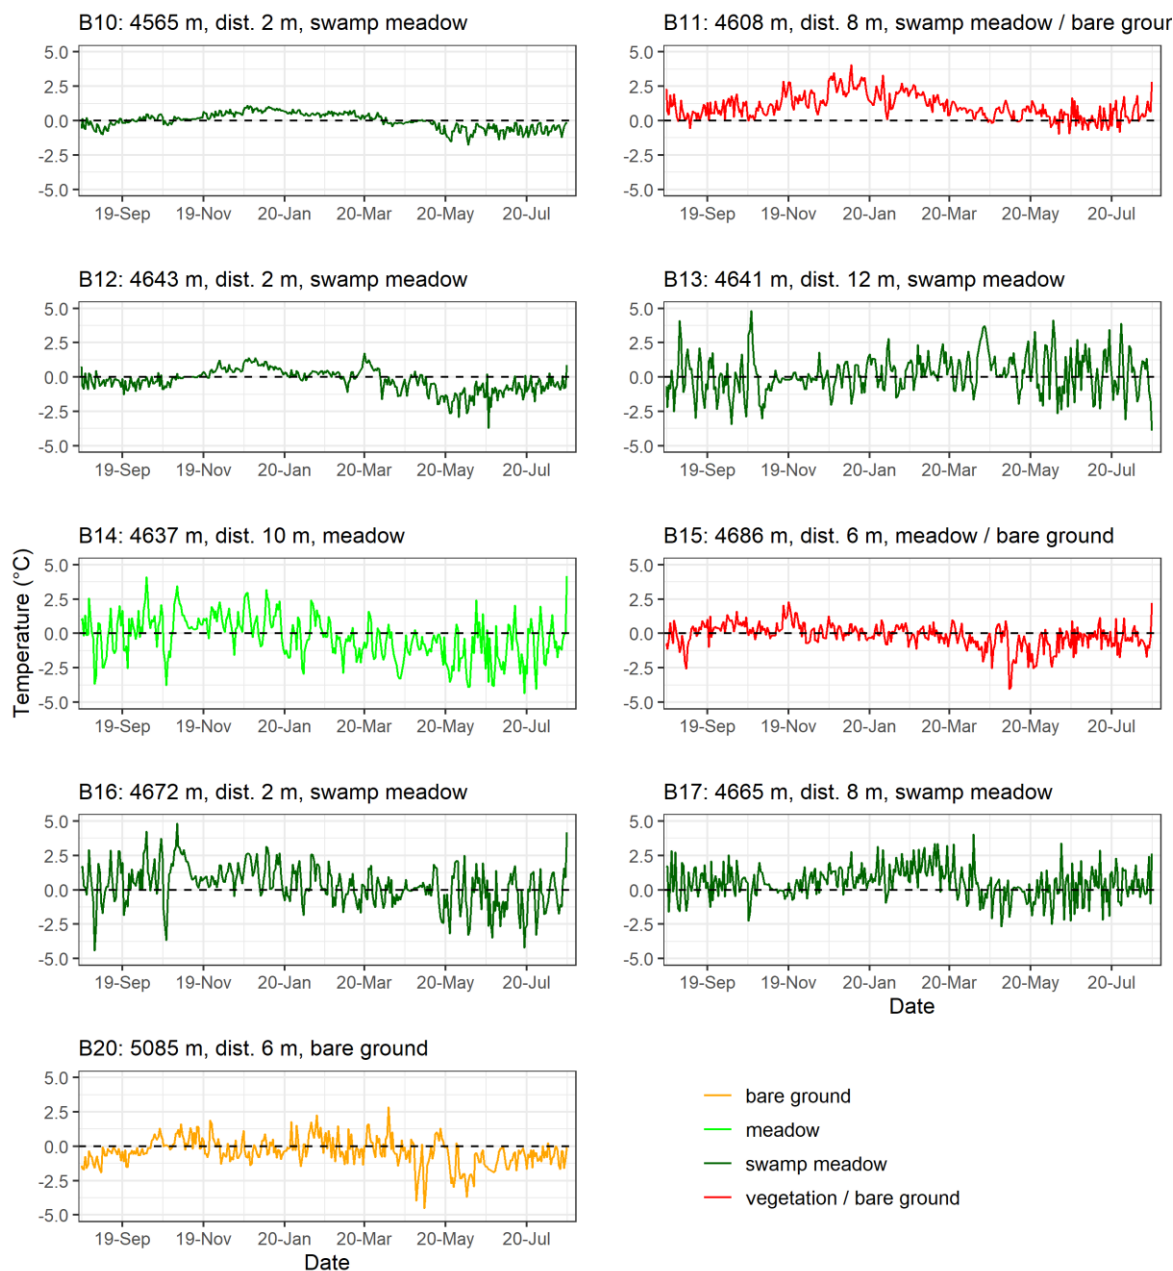 B10: 4565 m, dist. 2 m, swamp meadow
5.0
2.5
0.0
-2.5
-5.0
19-Sep 19-Nov 20-Jan 20-Mar 20-May 20-Jul
B11: 4608 m, dist. 8 m, swamp meadow / bare groun
5.0
2.5
0.0
-2.5
-5.0
19-Sep 19-Nov 20-Jan 20-Mar 20-May 20-Jul
B12: 4643 m, dist. 2 m, swamp meadow
5.0
2.5
0.0
-2.5
-5.0
19-Sep 19-Nov 20-Jan 20-Mar 20-May 20-Jul
B13: 4641 m, dist. 12 m, swamp meadow
5.0
2.5
0.0
-2.5
-5.0
19-Sep 19-Nov 20-Jan 20-Mar 20-May 20-Jul
Temperature (°C)
B14: 4637 m, dist. 10 m, meadow
5.0
2.5
0.0
-2.5
-5.0
19-Sep 19-Nov 20-Jan 20-Mar 20-May 20-Jul
B15: 4686 m, dist. 6 m, meadow / bare ground
5.0
2.5
0.0
-2.5
-5.0
19-Sep 19-Nov 20-Jan 20-Mar 20-May 20-Jul
B16: 4672 m, dist. 2 m, swamp meadow
5.0
2.5
0.0
-2.5
-5.0
19-Sep 19-Nov 20-Jan 20-Mar 20-May 20-Jul
B17: 4665 m, dist. 8 m, swamp meadow
5.0
2.5
0.0
-2.5
-5.0
19-Sep 19-Nov 20-Jan 20-Mar 20-May 20-Jul
Date
B20: 5085 m, dist. 6 m, bare ground
5.0
2.5
0.0
-2.5
-5.0
19-Sep 19-Nov 20-Jan 20-Mar 20-May 20-Jul
Date
bare ground
meadow
swamp meadow
vegetation / bare ground